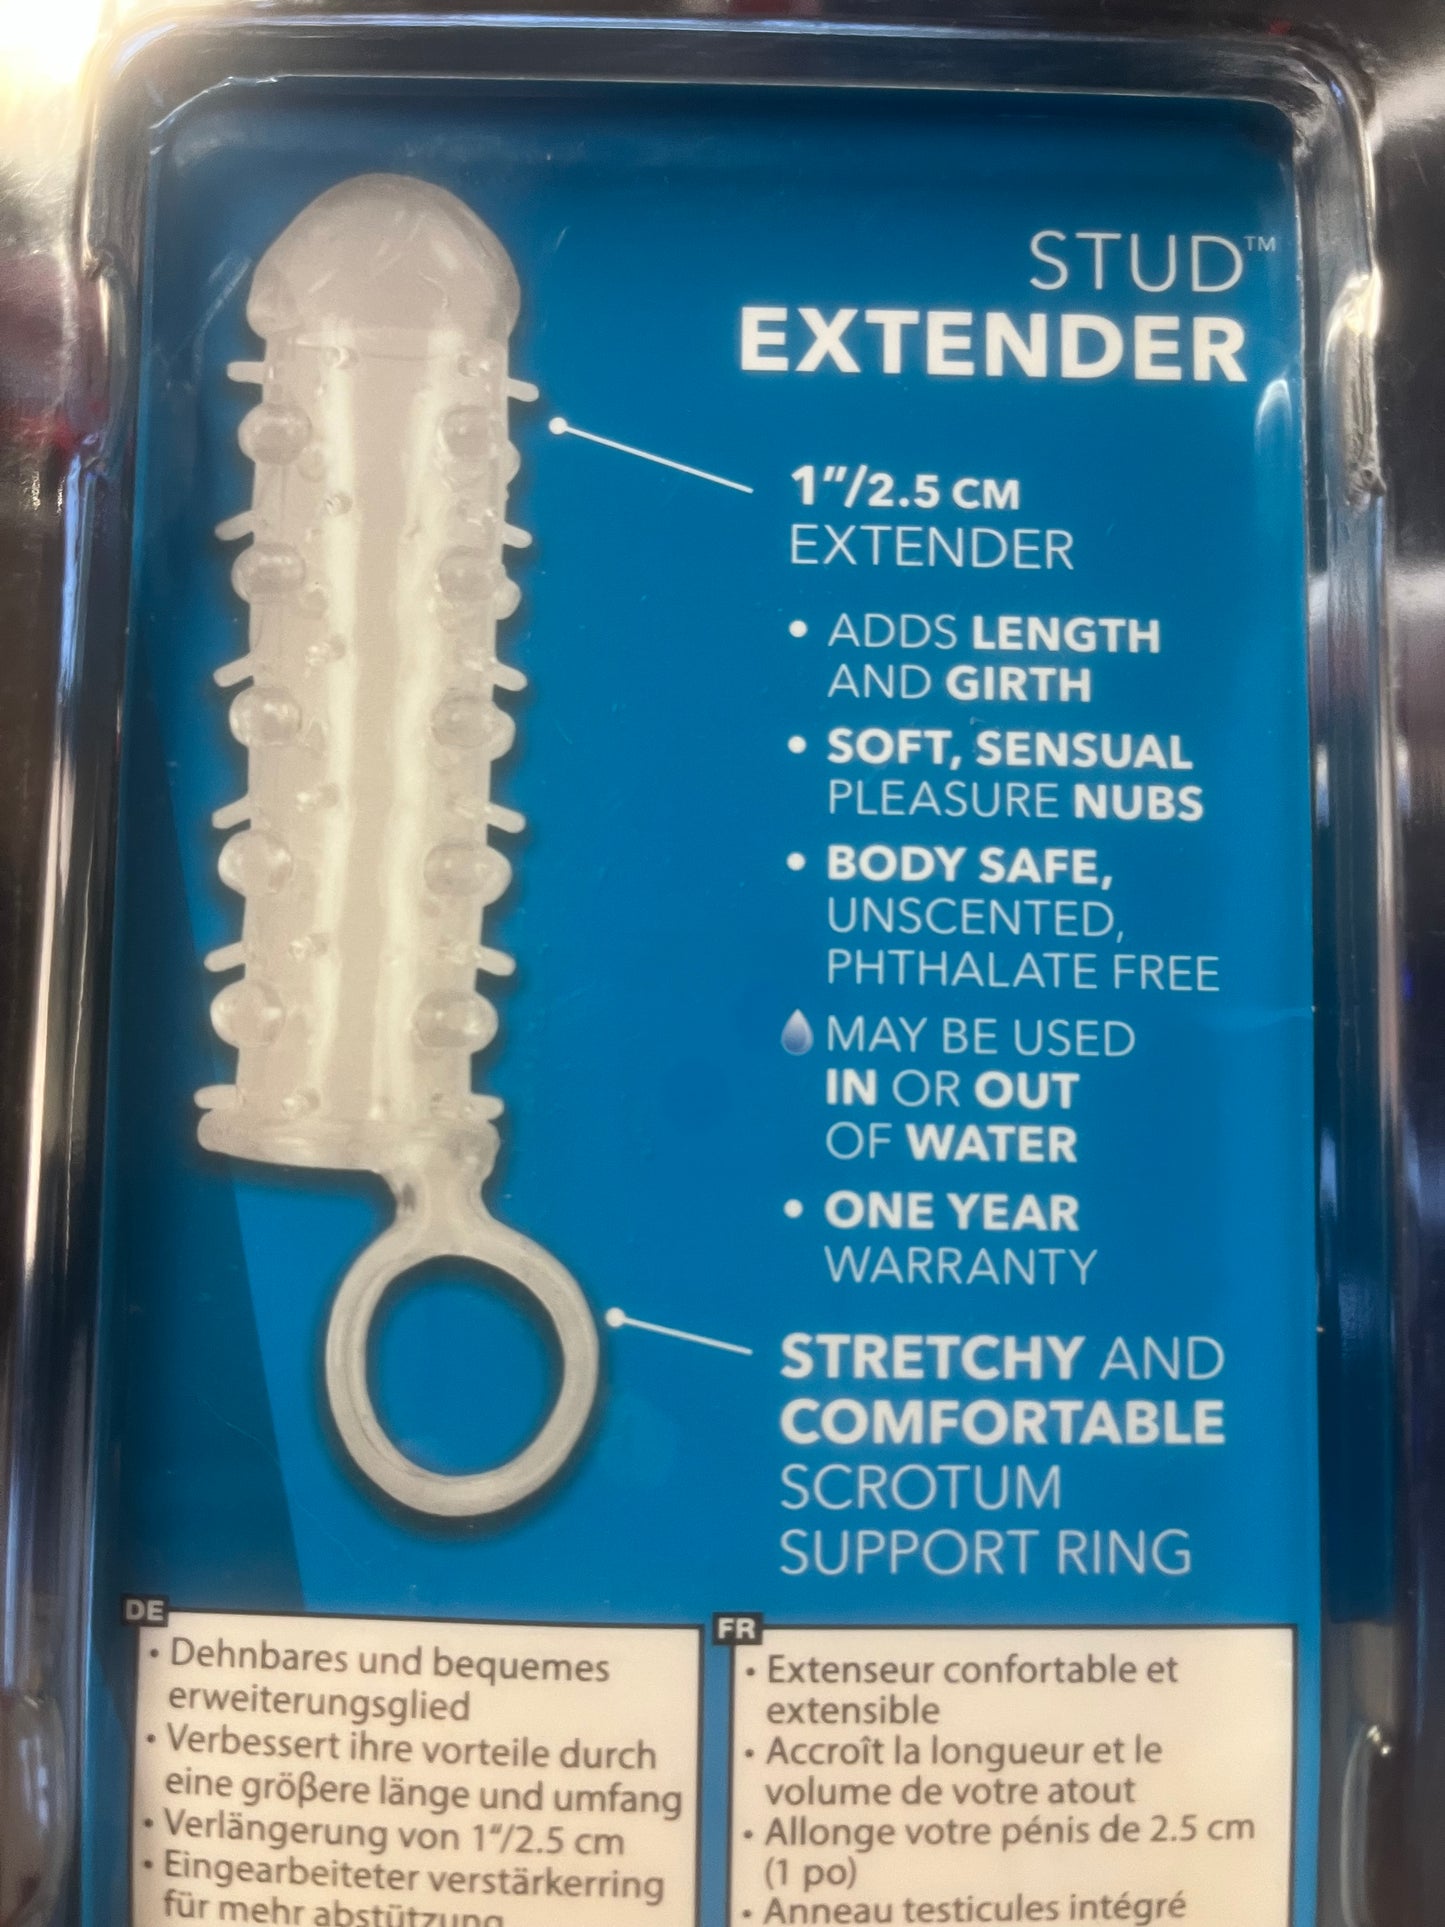 STUD™
EXTENDER
1"/2.5 CM
EXTENDER
• ADDS LENGTH
AND GIRTH
• SOFT, SENSUAL
PLEASURE NUBS
• BODY SAFE,
UNSCENTED,
PHTHALATE FREE
MAY BE USED
IN OR OUT
OF WATER
• ONE YEAR
WARRANTY
STRETCHY AND
COMFORTABLE
SCROTUM
SUPPORT RING
DE
• Dehnbares und bequemes
erweiterungsglied
• Verbessert ihre vorteile durch
eine größere länge und umfang
• Verlängerung von 1"/2.5 cm
• Eingearbeiteter verstärkerring
für mehr abstützung
FR
• Extenseur confortable et
extensible
• Accroît la longueur et le
volume de votre atout
• Allonge votre pénis de 2.5 cm
(1 po)
• Anneau testicules intégré